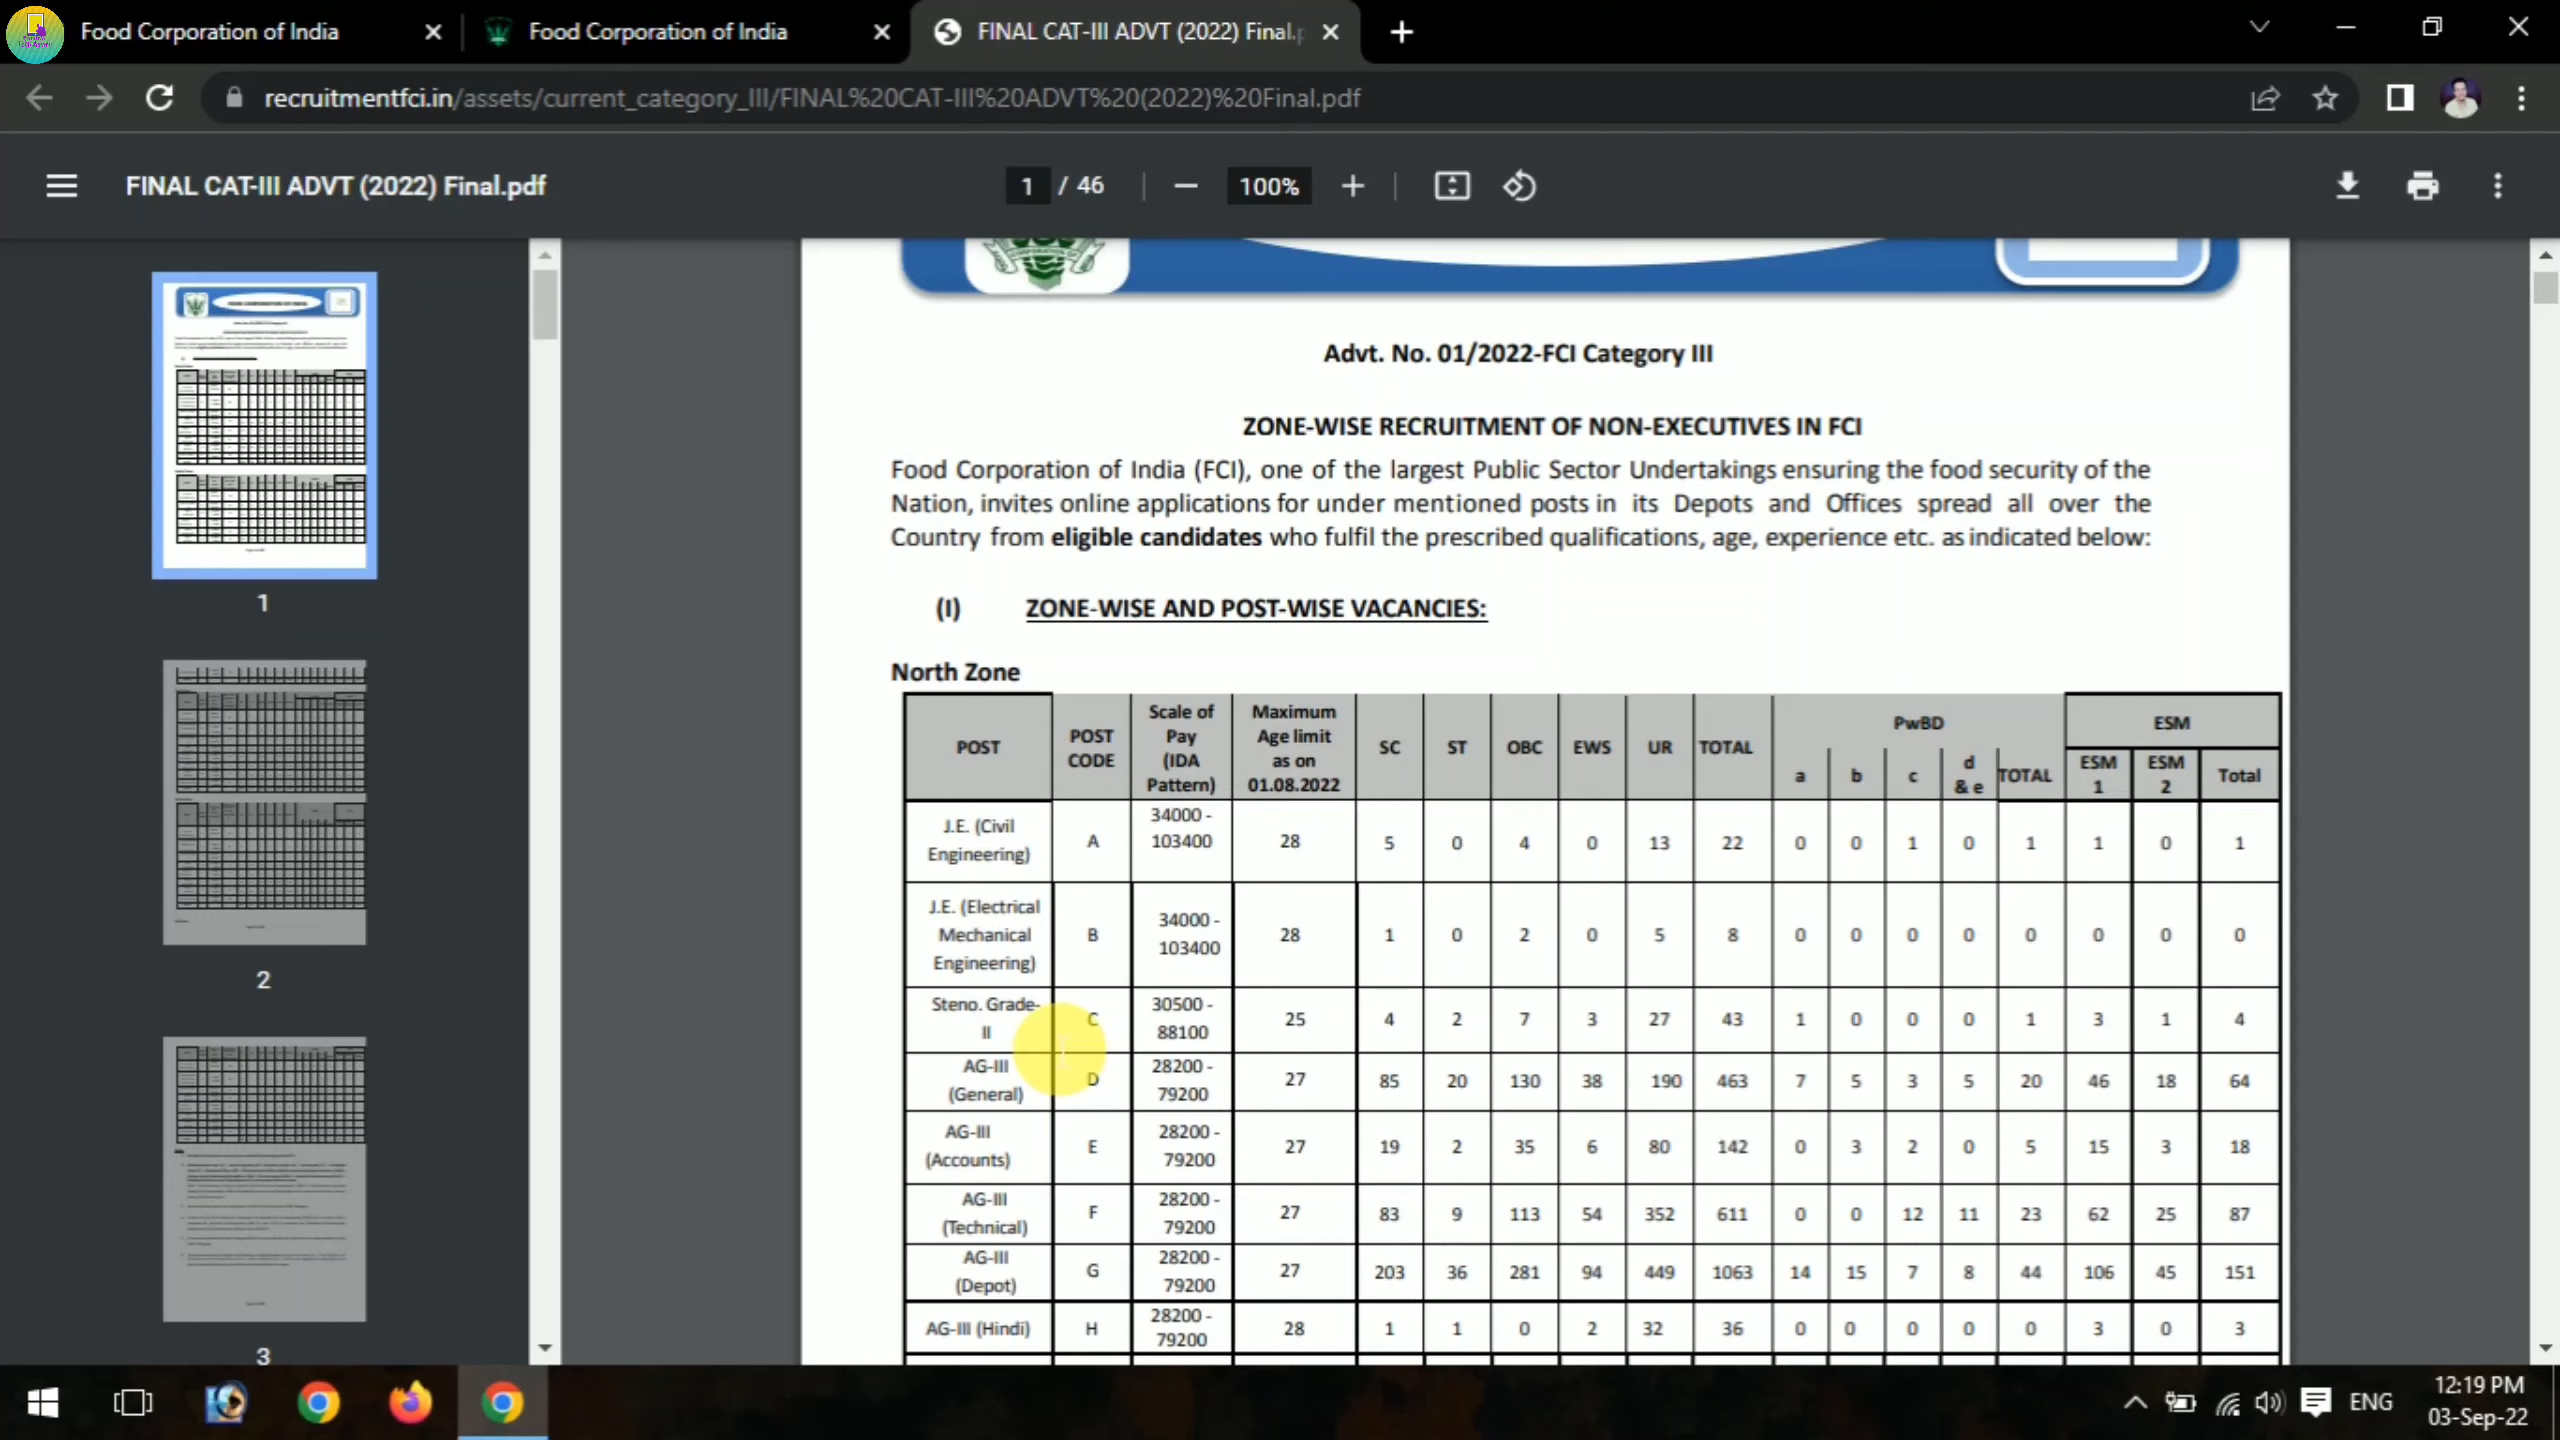 Food Corporation of India
Food Corporation of India
FINAL CAT-III ADVT (2022) Final.p
recruitmentfci.in/assets/current_category_III/FINAL%20CAT-III%20ADVT%20(2022)%20Final.pdf
FINAL CAT-III ADVT (2022) Final.pdf
1 / 46
100%
1
2
3
Advt. No. 01/2022-FCI Category III
ZONE-WISE RECRUITMENT OF NON-EXECUTIVES IN FCI
Food Corporation of India (FCI), one of the largest Public Sector Undertakings ensuring the food security of the
Nation, invites online applications for under mentioned posts in its Depots and Offices spread all over the
Country from eligible candidates who fulfil the prescribed qualifications, age, experience etc. as indicated below:
(I) ZONE-WISE AND POST-WISE VACANCIES:
North Zone
POST POST CODE Scale of Pay (IDA Pattern) Maximum Age limit as on 01.08.2022 SC ST OBC EWS UR TOTAL PwBD ESM
a b c d & e TOTAL ESM 1 ESM 2 Total
J.E. (Civil Engineering) A 34000 - 103400 28 5 0 4 0 13 22 0 0 1 0 1 1 0 1
J.E. (Electrical Mechanical Engineering) B 34000 - 103400 28 1 0 2 0 5 8 0 0 0 0 0 0 0 0
Steno. Grade-II C 30500 - 88100 25 4 2 7 3 27 43 1 0 0 0 1 3 1 4
AG-III (General) D 28200 - 79200 27 85 20 130 38 190 463 7 5 3 5 20 46 18 64
AG-III (Accounts) E 28200 - 79200 27 19 2 35 6 80 142 0 3 2 0 5 15 3 18
AG-III (Technical) F 28200 - 79200 27 83 9 113 54 352 611 0 0 12 11 23 62 25 87
AG-III (Depot) G 28200 - 79200 27 203 36 281 94 449 1063 14 15 7 8 44 106 45 151
AG-III (Hindi) H 28200 - 79200 28 1 1 0 2 32 36 0 0 0 0 0 3 0 3
ENG
12:19 PM
03-Sep-22